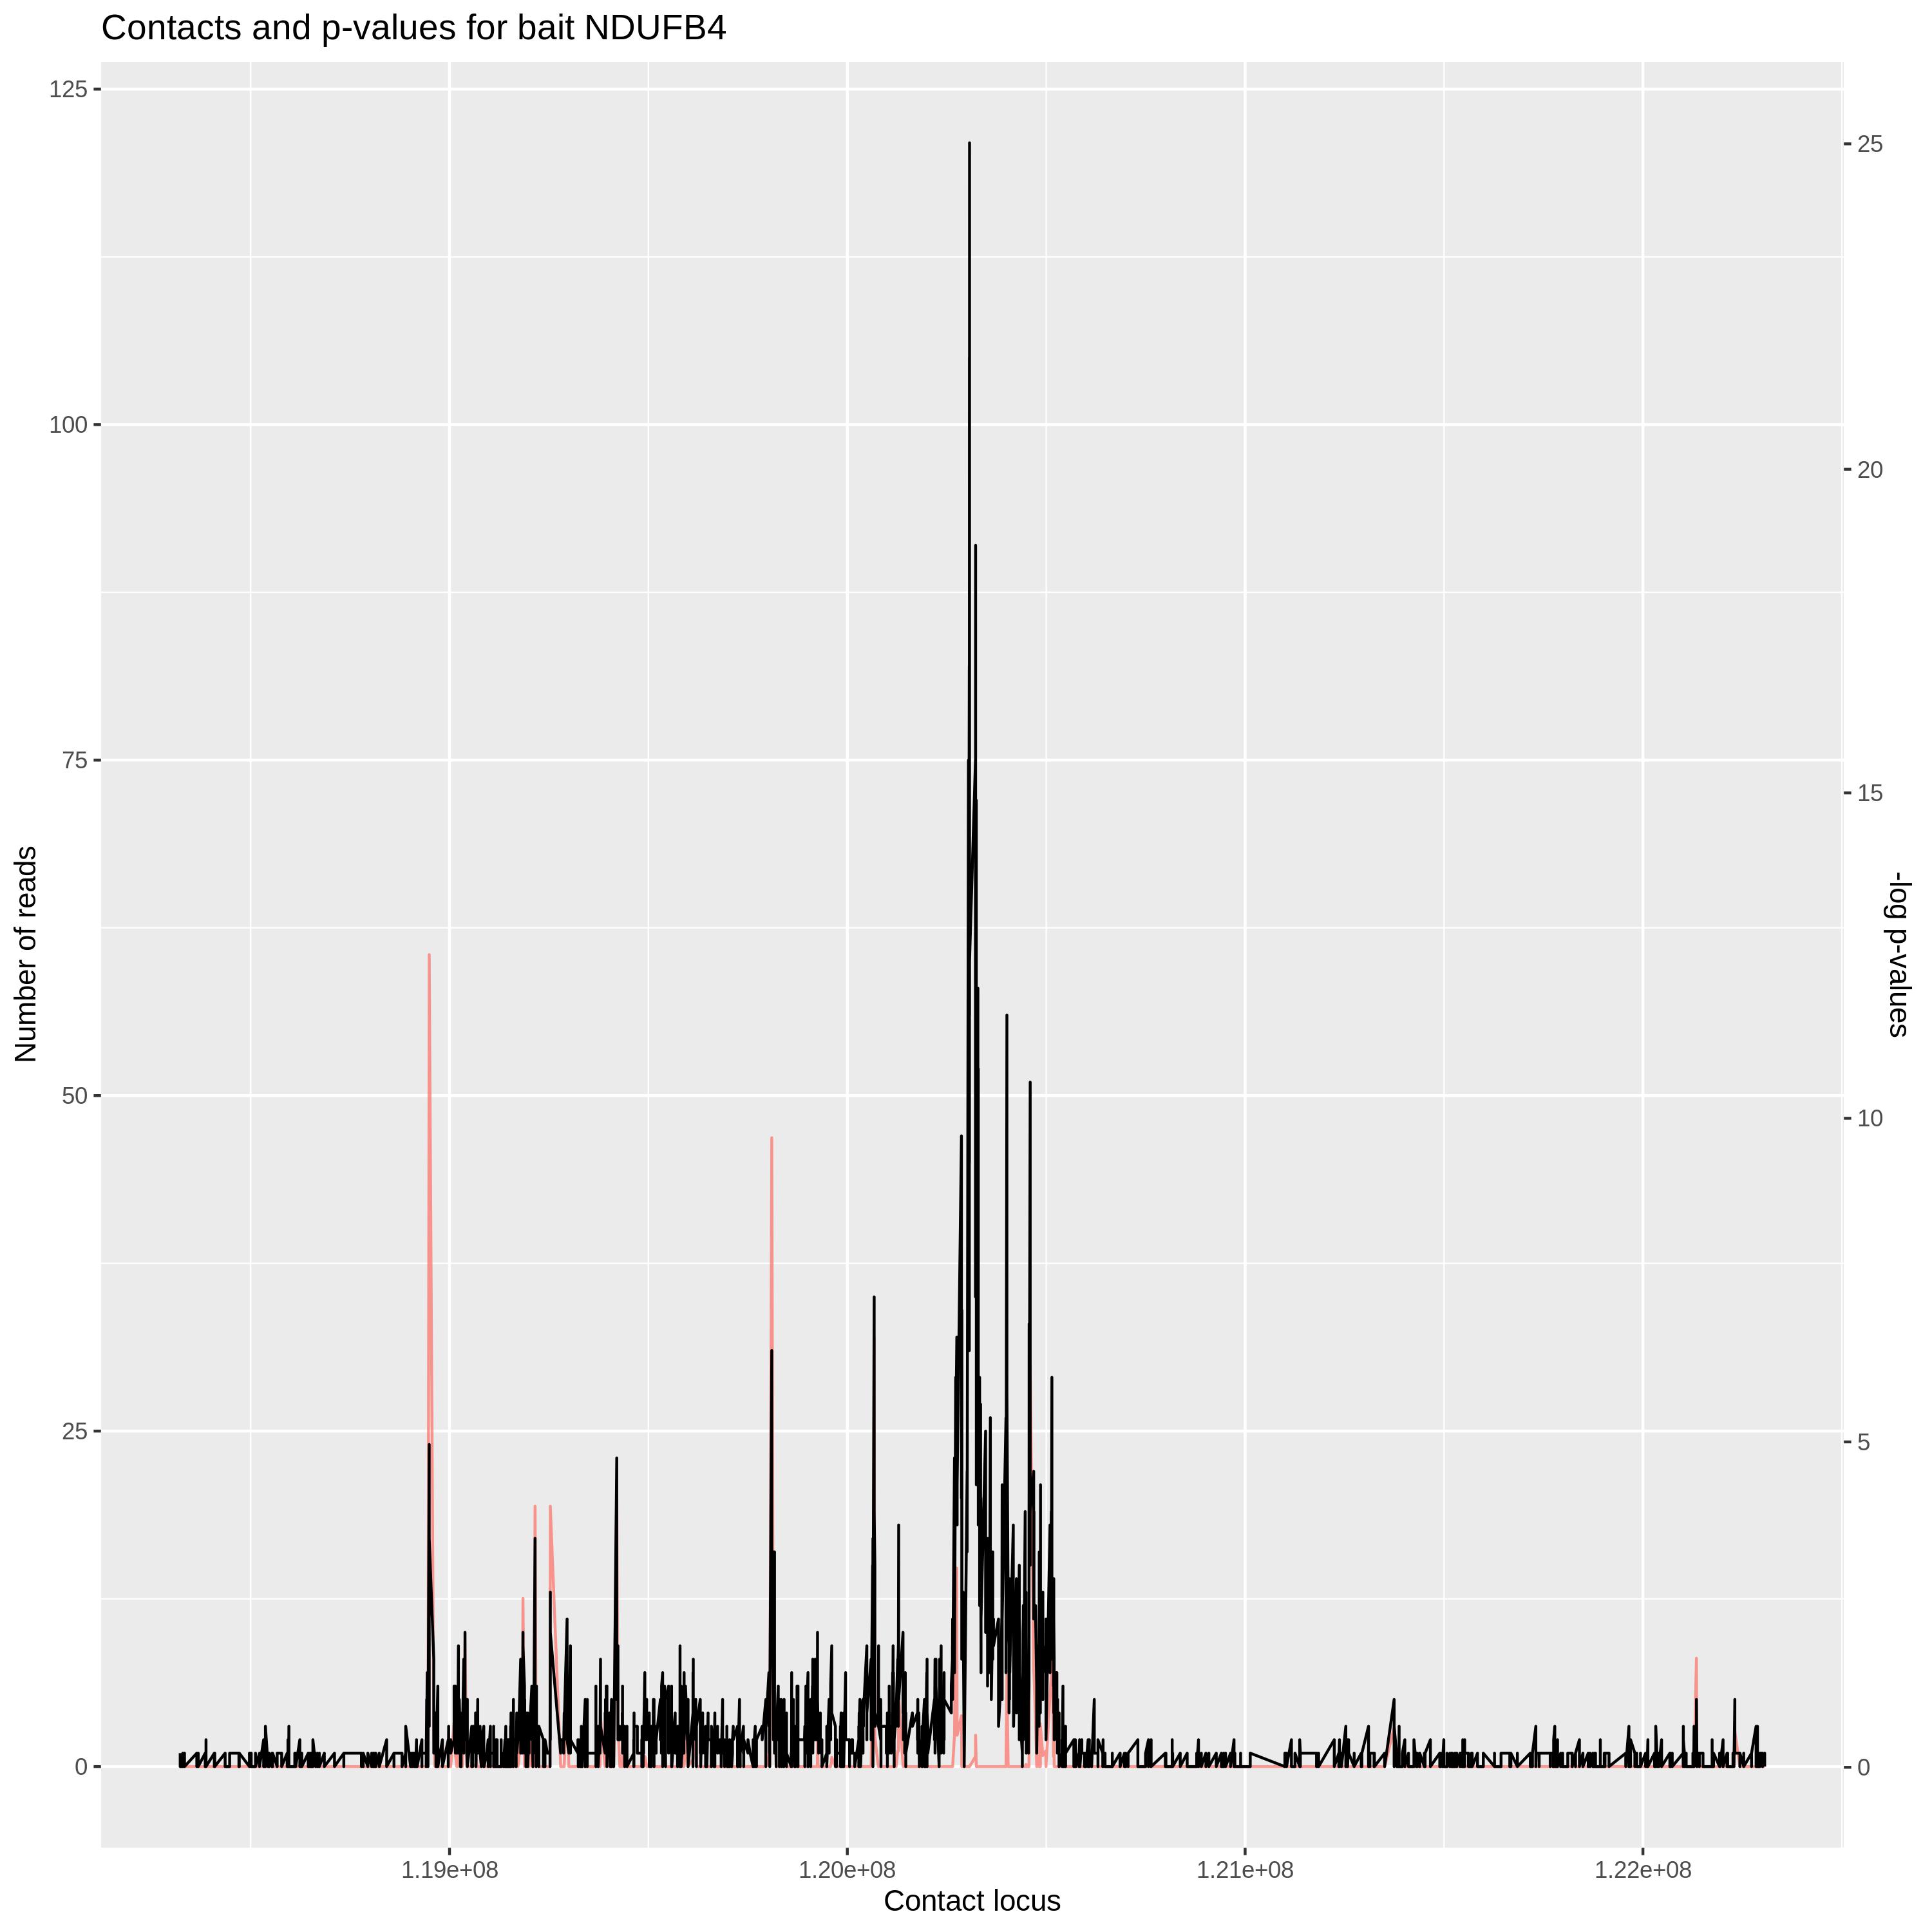 Contacts and p-values for bait NDUFB4
125
100
75
50
25
0
Number of reads
25
20
15
10
5
0
-log p-values
1.19e+08 1.20e+08 1.21e+08 1.22e+08
Contact locus